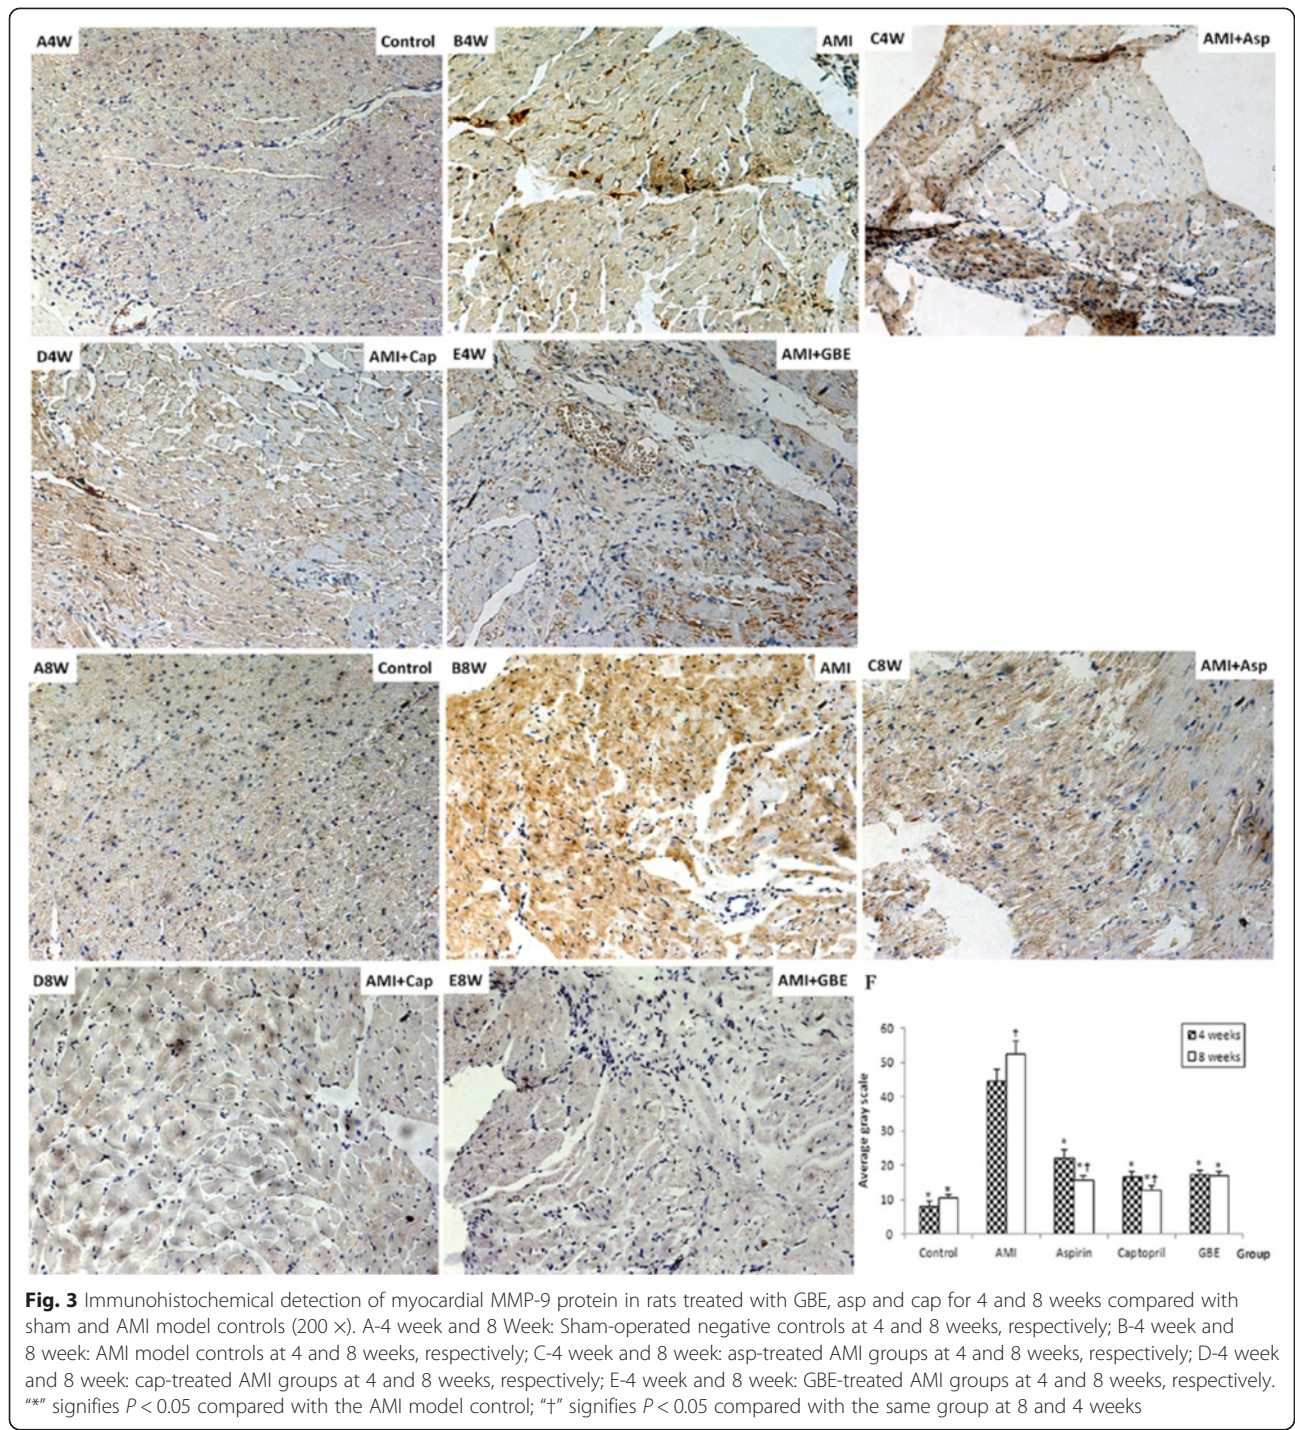 A4W Control B4W AMI C4W AMI+Asp
D4W AMI+Cap E4W AMI+GBE
A8W Control B8W AMI C8W AMI+Asp
D8W AMI+Cap E8W AMI+GBE F
60
50
40
30
20
10
0
Average gray scale
4 weeks
8 weeks
†
* * * *† * *† * *
Control AMI Aspirin Captopril GBE Group
Fig. 3 Immunohistochemical detection of myocardial MMP-9 protein in rats treated with GBE, asp and cap for 4 and 8 weeks compared with
sham and AMI model controls (200 ×). A-4 week and 8 Week: Sham-operated negative controls at 4 and 8 weeks, respectively; B-4 week and
8 week: AMI model controls at 4 and 8 weeks, respectively; C-4 week and 8 week: asp-treated AMI groups at 4 and 8 weeks, respectively; D-4 week
and 8 week: cap-treated AMI groups at 4 and 8 weeks, respectively; E-4 week and 8 week: GBE-treated AMI groups at 4 and 8 weeks, respectively.
“*” signifies P < 0.05 compared with the AMI model control; “†” signifies P < 0.05 compared with the same group at 8 and 4 weeks